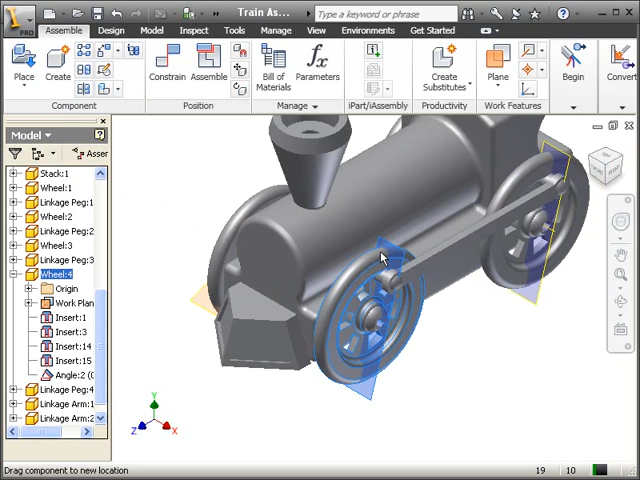 Train As...
Type a keyword or phrase
PRO
Assemble Design Model Inspect Tools Manage View Environments Get Started
Place Create Constrain Assemble Bill of Materials Parameters Create Substitutes Plane Begin Convert
Component Position Manage iPart/iAssembly Productivity Work Features
Model
Asser
Stack:1
Wheel:1
Linkage Peg:1
Wheel:2
Linkage Peg:2
Wheel:3
Linkage Peg:3
Wheel:4
Origin
Work Plan
Insert:1
Insert:3
Insert:14
Insert:15
Angle:2 (0
Linkage Peg:4
Linkage Arm:1
Linkage Arm:2
Y
Z
X
Drag component to new location
19 10